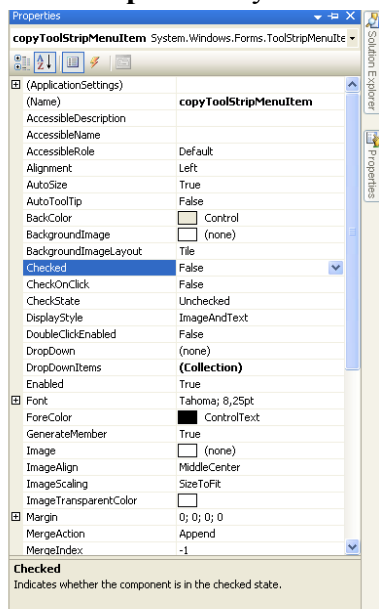 Properties
copyToolStripMenuItem System.Windows.Forms.ToolStripMenuIte
(ApplicationSettings)
(Name) copyToolStripMenuItem
AccessibleDescription
AccessibleName
AccessibleRole Default
Alignment Left
AutoSize True
AutoToolTip False
BackColor Control
BackgroundImage (none)
BackgroundImageLayout Tile
Checked False
CheckOnClick False
CheckState Unchecked
DisplayStyle ImageAndText
DoubleClickEnabled False
DropDown (none)
DropDownItems (Collection)
Enabled True
Font Tahoma; 8,25pt
ForeColor ControlText
GenerateMember True
Image (none)
ImageAlign MiddleCenter
ImageScaling SizeToFit
ImageTransparentColor
Margin 0; 0; 0; 0
MergeAction Append
MergeIndex -1
Checked
Indicates whether the component is in the checked state.
Solution Explorer
Properties